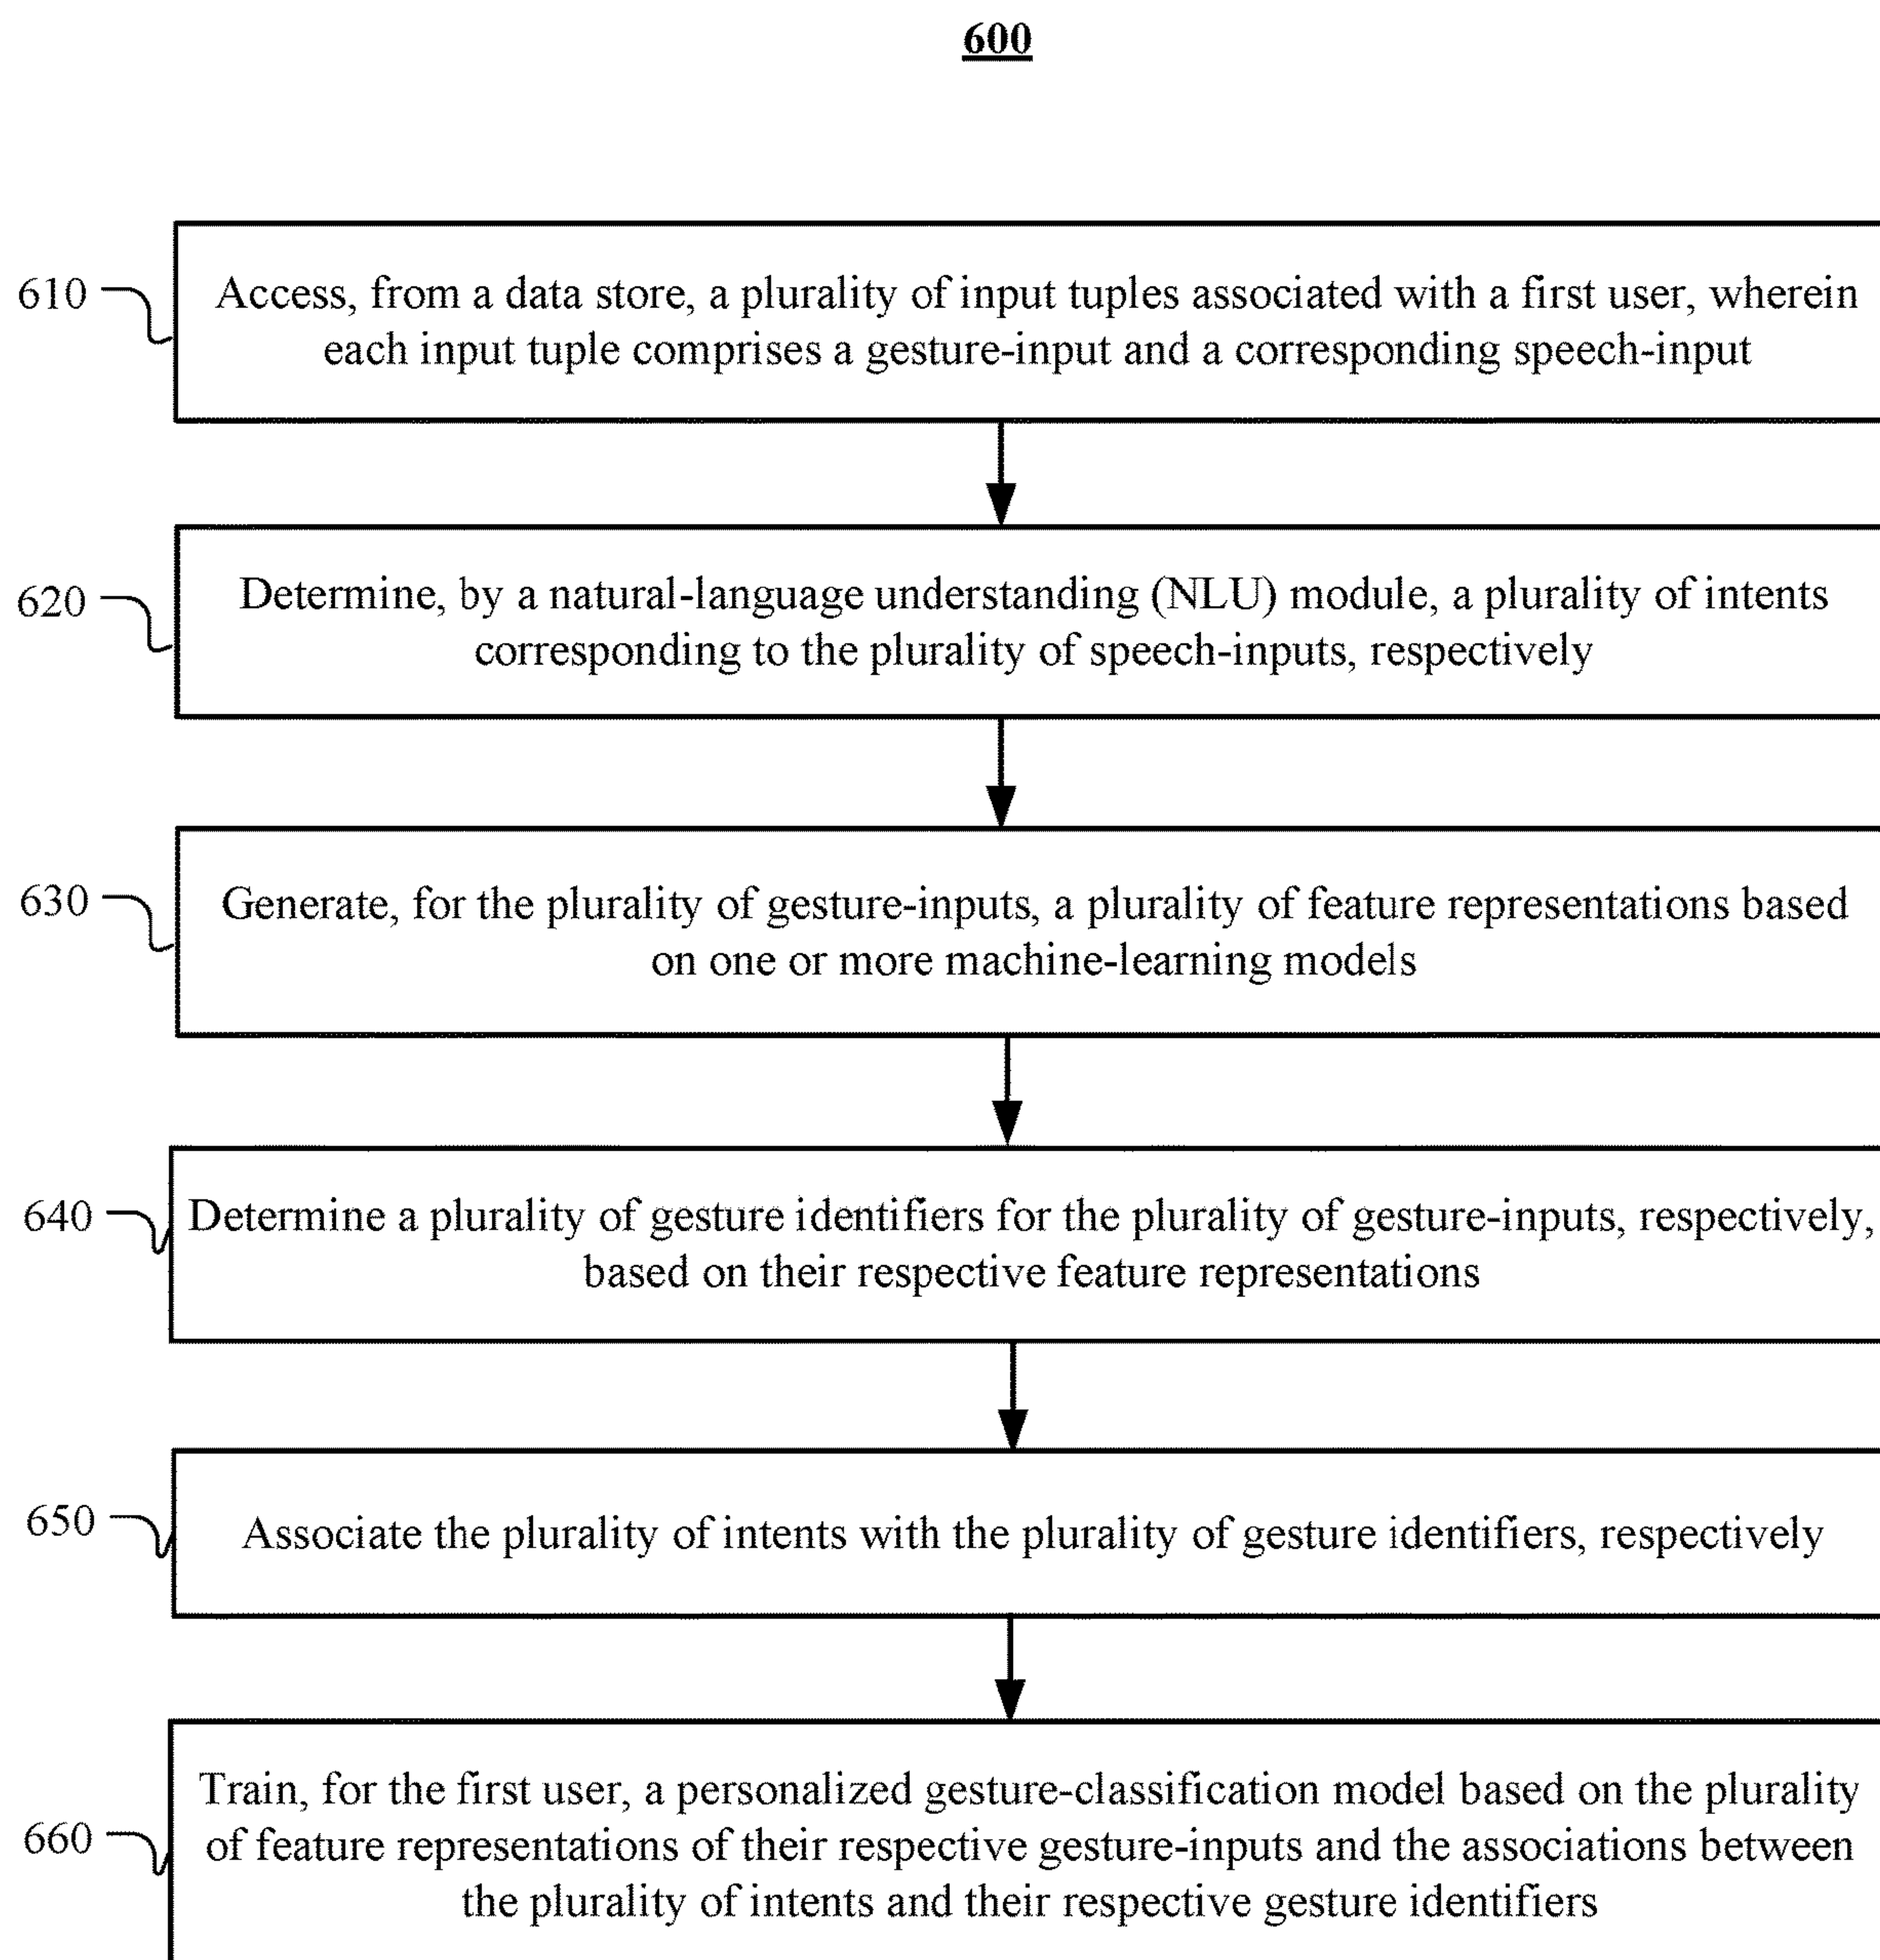 600
610
Access, from a data store, a plurality of input tuples associated with a first user, wherein
each input tuple comprises a gesture-input and a corresponding speech-input
620
Determine, by a natural-language understanding (NLU) module, a plurality of intents
corresponding to the plurality of speech-inputs, respectively
630
Generate, for the plurality of gesture-inputs, a plurality of feature representations based
on one or more machine-learning models
640
Determine a plurality of gesture identifiers for the plurality of gesture-inputs, respectively,
based on their respective feature representations
650
Associate the plurality of intents with the plurality of gesture identifiers, respectively
660
Train, for the first user, a personalized gesture-classification model based on the plurality
of feature representations of their respective gesture-inputs and the associations between
the plurality of intents and their respective gesture identifiers